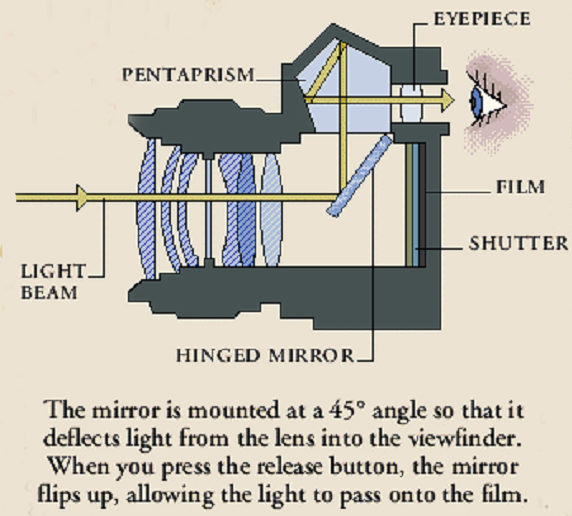 EYEPIECE
PENTAPRISM
FILM
SHUTTER
LIGHT
BEAM
HINGED MIRROR
The mirror is mounted at a 45° angle so that it
deflects light from the lens into the viewfinder.
When you press the release button, the mirror
flips up, allowing the light to pass onto the film.